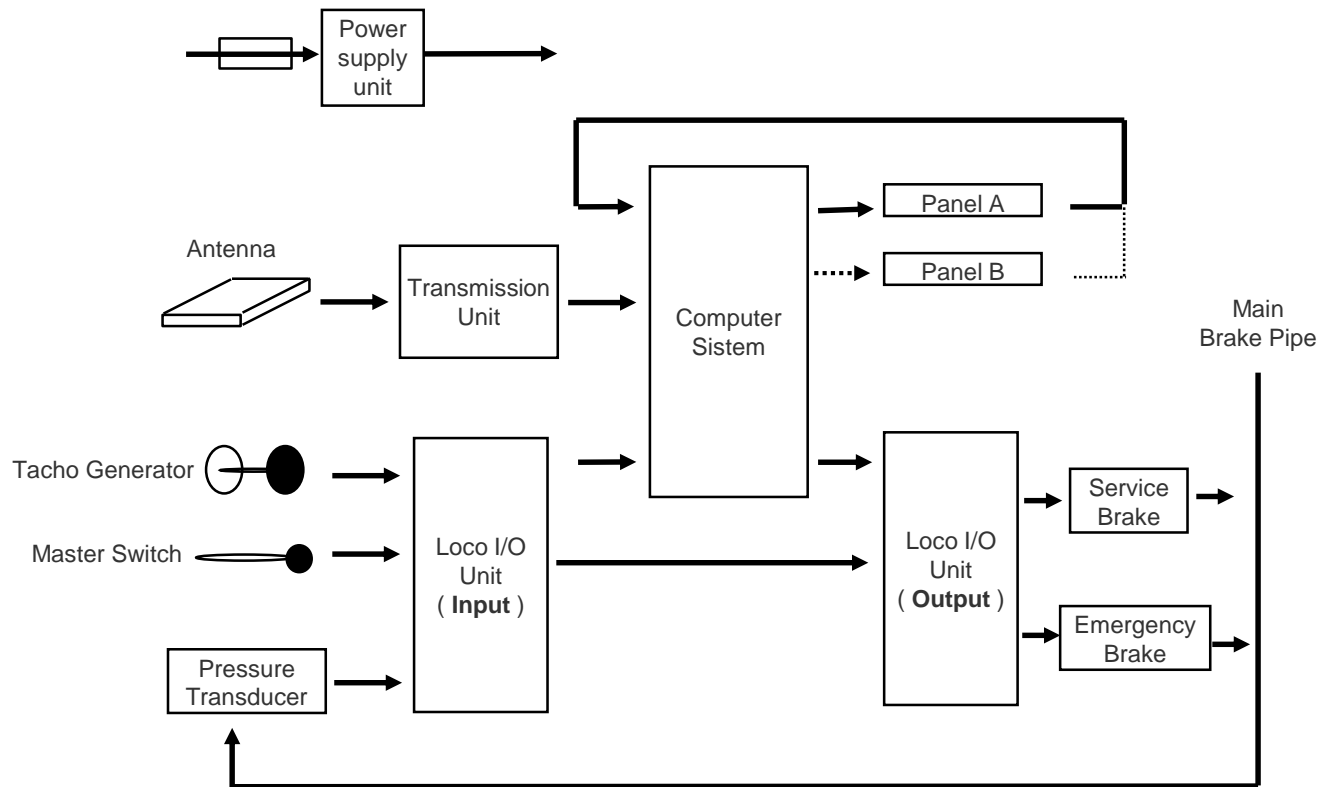 Power
supply
unit
Antenna
Transmission
Unit
Computer
Sistem
Panel A
Panel B
Main
Brake Pipe
Tacho Generator
Master Switch
Pressure
Transducer
Loco I/O
Unit
( Input )
Loco I/O
Unit
( Output )
Service
Brake
Emergency
Brake